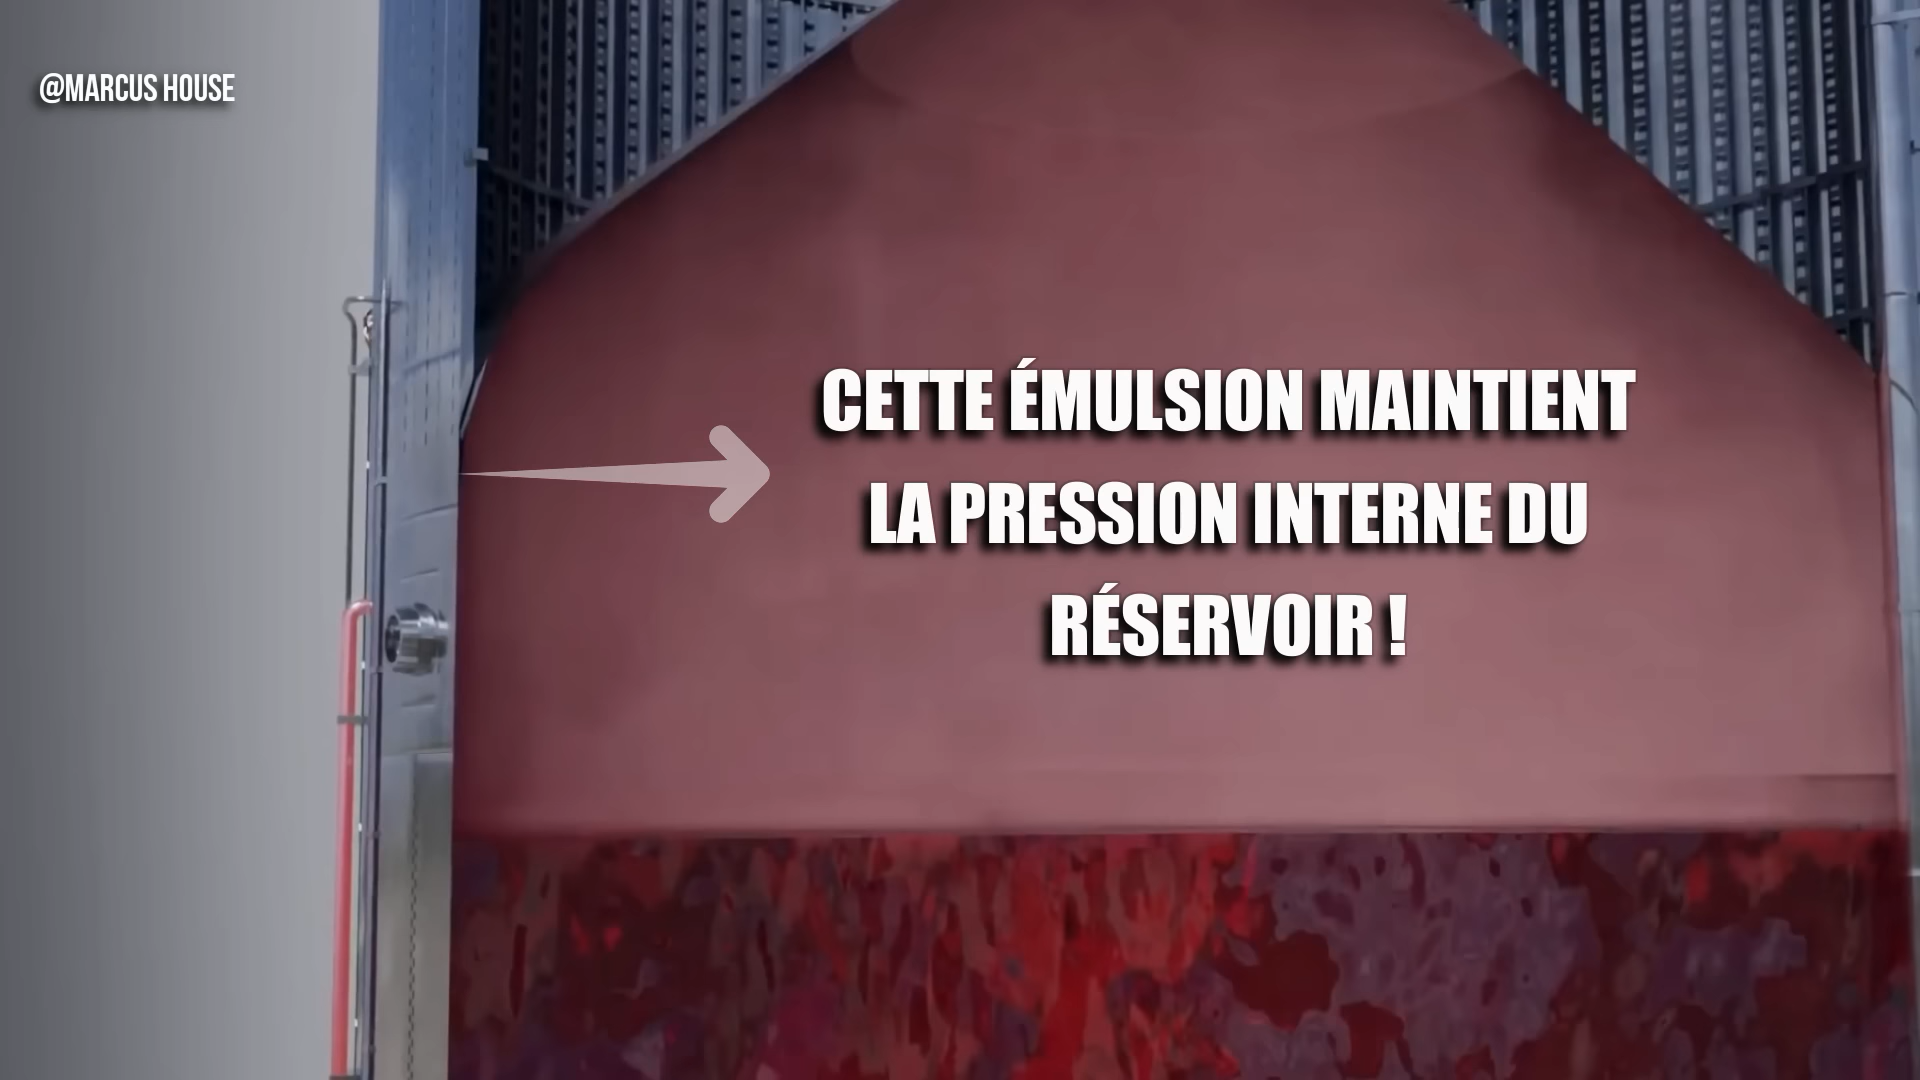 @MARCUS HOUSE
CETTE ÉMULSION MAINTIENT
LA PRESSION INTERNE DU
RÉSERVOIR !